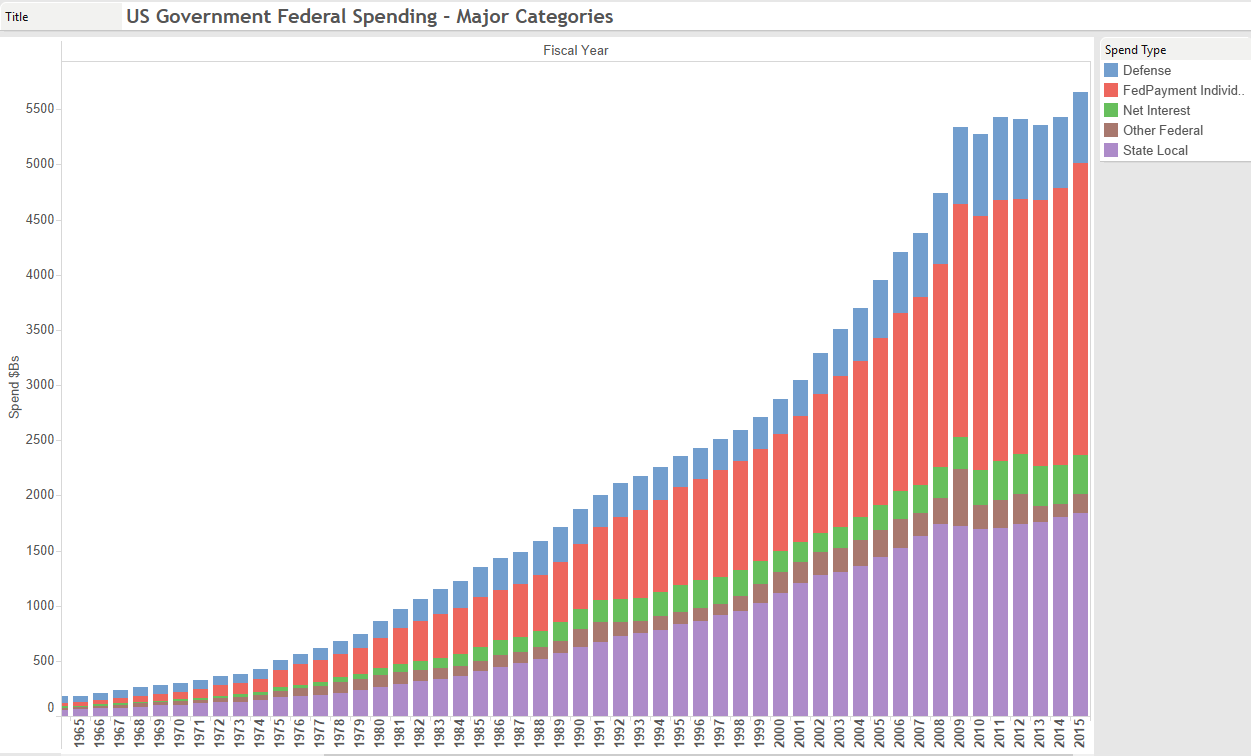 Title
US Government Federal Spending - Major Categories
Fiscal Year
Spend Type
Defense
FedPayment Individ..
Net Interest
Other Federal
State Local
Spend $Bs
5500
5000
4500
4000
3500
3000
2500
2000
1500
1000
500
0
1965 1966 1967 1968 1969 1970 1971 1972 1973 1974 1975 1976 1977 1978 1979 1980 1981 1982 1983 1984 1985 1986 1987 1988 1989 1990 1991 1992 1993 1994 1995 1996 1997 1998 1999 2000 2001 2002 2003 2004 2005 2006 2007 2008 2009 2010 2011 2012 2013 2014 2015